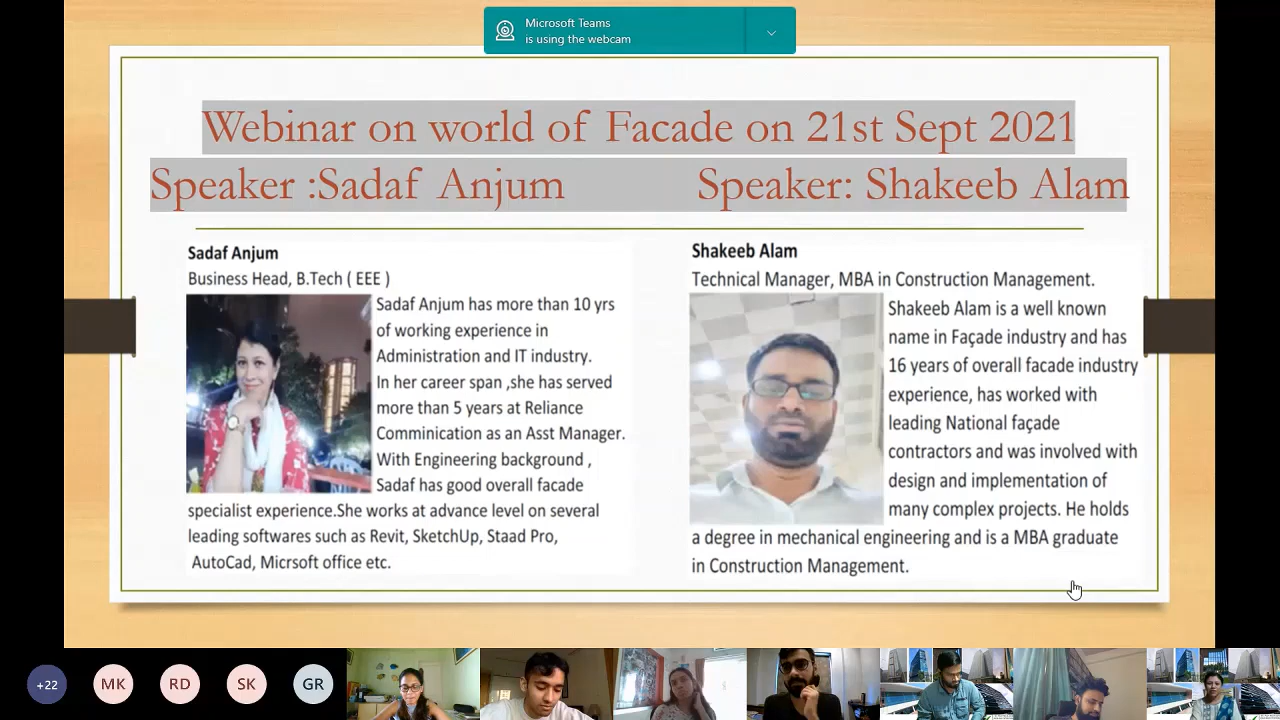 Microsoft Teams
is using the webcam
Webinar on world of Facade on 21st Sept 2021
Speaker :Sadaf Anjum Speaker: Shakeeb Alam
Sadaf Anjum
Business Head, B.Tech ( EEE )
Sadaf Anjum has more than 10 yrs
of working experience in
Administration and IT industry.
In her career span ,she has served
more than 5 years at Reliance
Comminication as an Asst Manager.
With Engineering background ,
Sadaf has good overall facade
specialist experience.She works at advance level on several
leading softwares such as Revit, SketchUp, Staad Pro,
AutoCad, Micrsoft office etc.
Shakeeb Alam
Technical Manager, MBA in Construction Management.
Shakeeb Alam is a well known
name in Façade industry and has
16 years of overall facade industry
experience, has worked with
leading National façade
contractors and was involved with
design and implementation of
many complex projects. He holds
a degree in mechanical engineering and is a MBA graduate
in Construction Management.
+22 MK RD SK GR